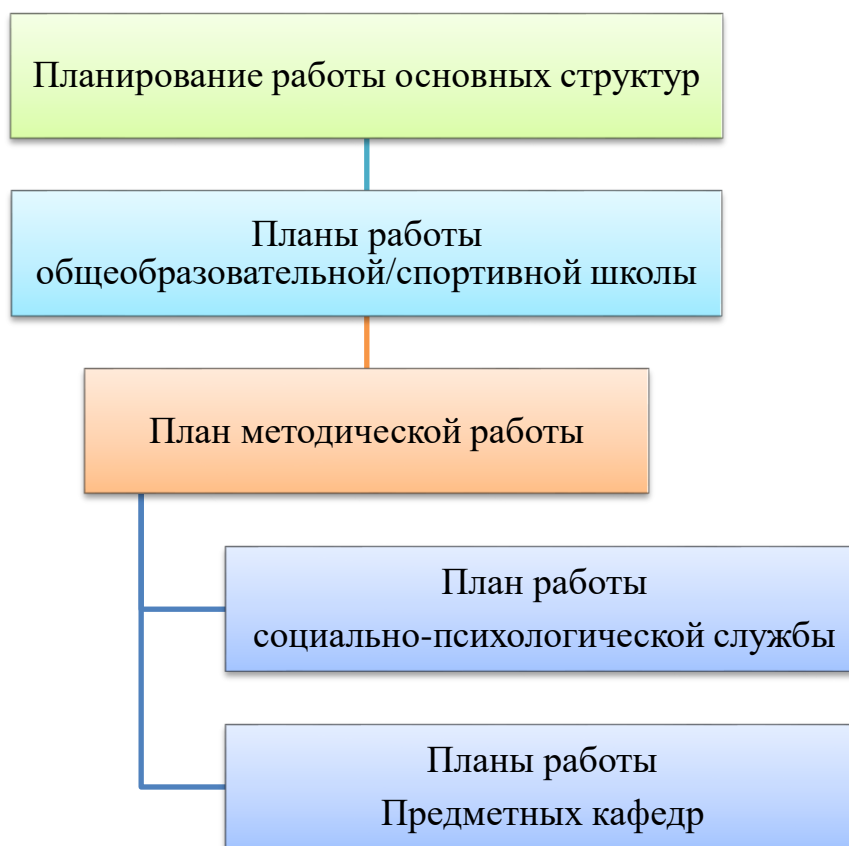 Планирование работы основных структур
Планы работы
общеобразовательной/спортивной школы
План методической работы
План работы
социально-психологической службы
Планы работы
Предметных кафедр